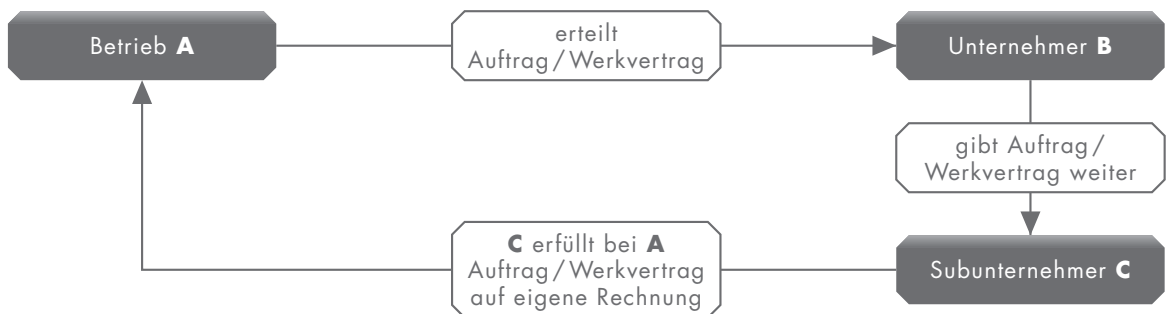 Betrieb A
erteilt
Auftrag/Werkvertrag
Unternehmer B
gibt Auftrag/
Werkvertrag weiter
C erfüllt bei A
Auftrag/Werkvertrag
auf eigene Rechnung
Subunternehmer C